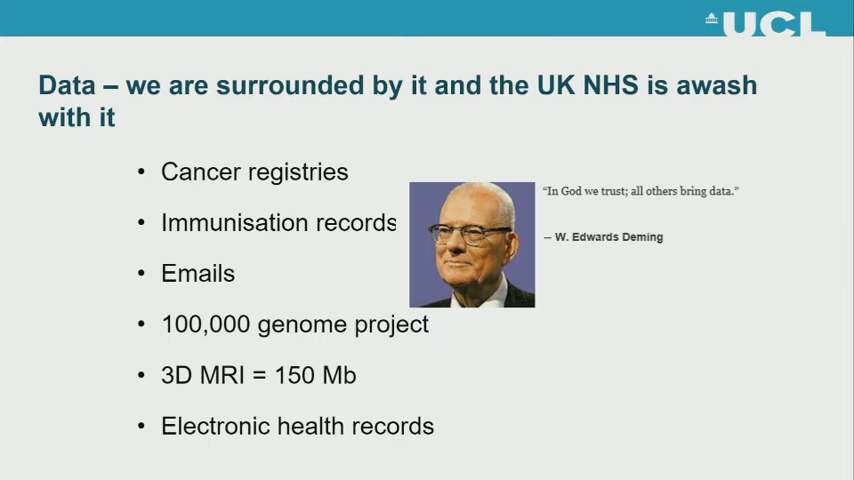 UCL
Data – we are surrounded by it and the UK NHS is awash
with it
• Cancer registries
• Immunisation records
• Emails
• 100,000 genome project
• 3D MRI = 150 Mb
• Electronic health records
“In God we trust; all others bring data.”
— W. Edwards Deming